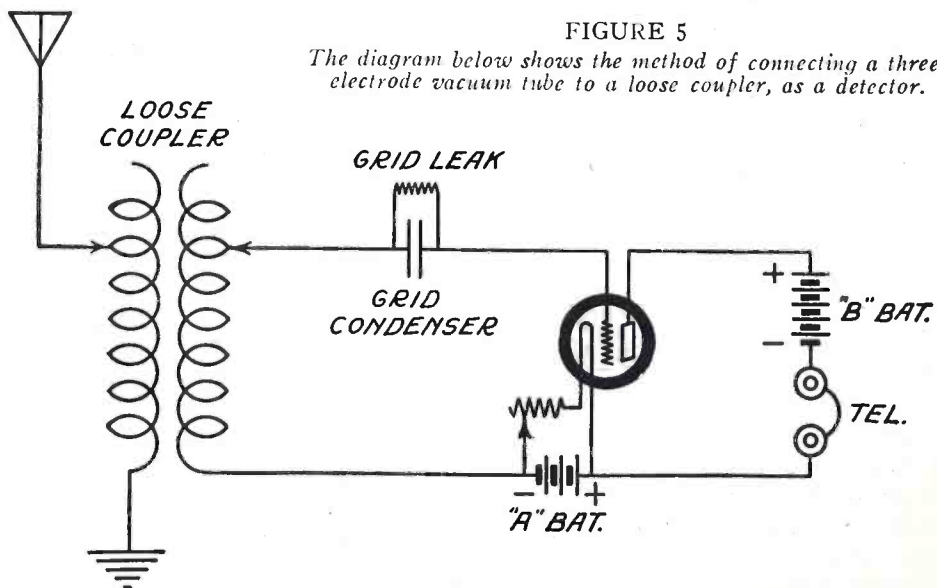 FIGURE 5
The diagram below shows the method of connecting a three
electrode vacuum tube to a loose coupler, as a detector.
LOOSE
COUPLER
GRID LEAK
GRID
CONDENSER
+
"B" BAT.
-
TEL.
- +
"A" BAT.